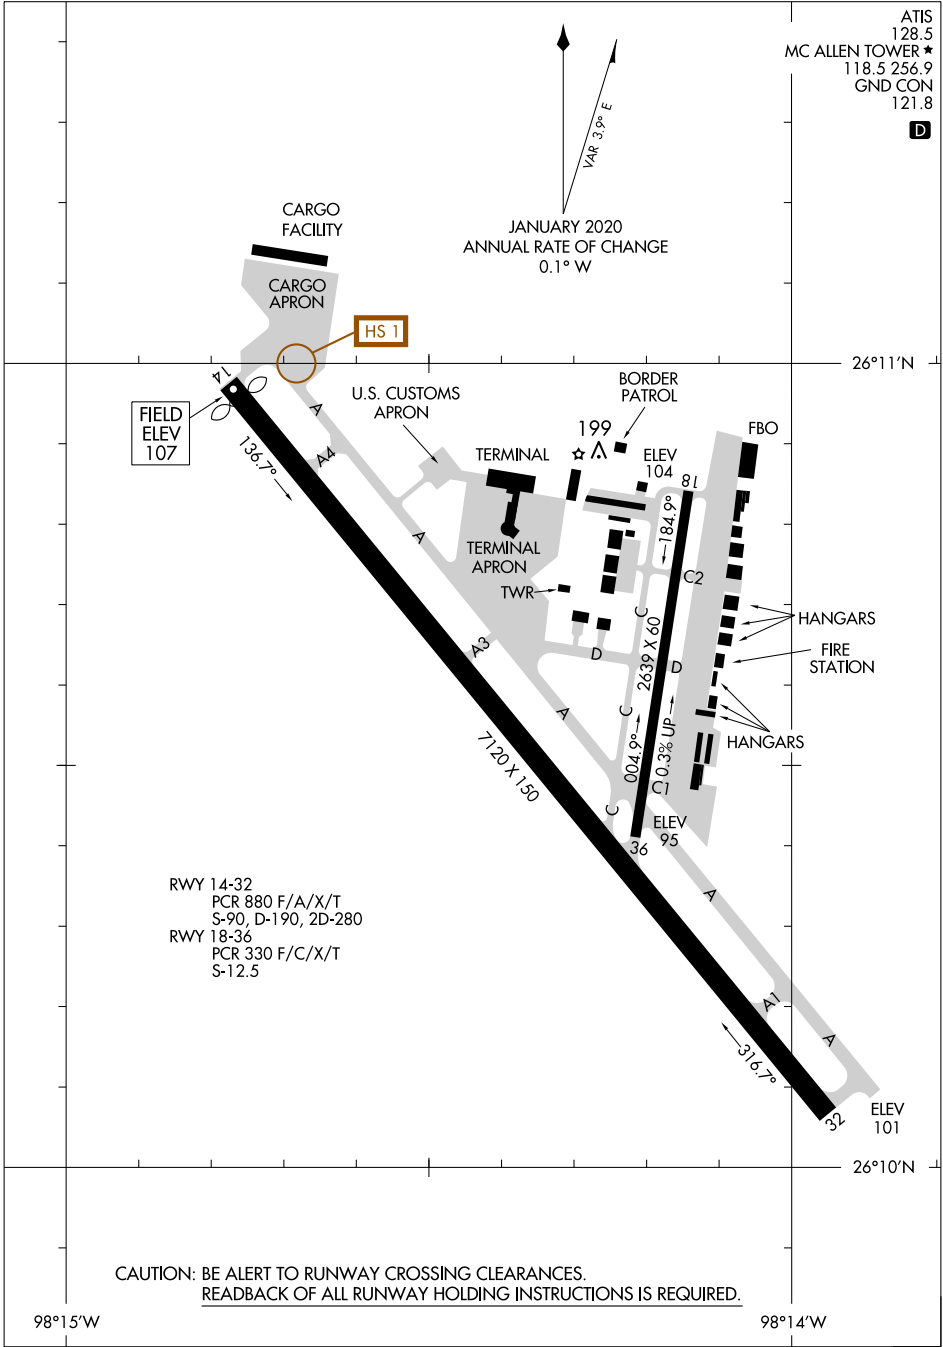 ATIS
128.5
MC ALLEN TOWER ★
118.5 256.9
GND CON
121.8
D
VAR 3.9° E
JANUARY 2020
ANNUAL RATE OF CHANGE
0.1° W
CARGO
FACILITY
CARGO
APRON
HS 1
26°11'N
14
FIELD
ELEV
107
136.7°
A
A4
U.S. CUSTOMS
APRON
TERMINAL
199
BORDER
PATROL
ELEV
104
FBO
18
184.9°
A
TERMINAL
APRON
TWR
C2
C
HANGARS
A3
D
2639 X 60
D
FIRE
STATION
A
C
004.9°
0.3% UP
HANGARS
7120 X 150
C1
C
ELEV
95
36
RWY 14-32
PCR 880 F/A/X/T
S-90, D-190, 2D-280
RWY 18-36
PCR 330 F/C/X/T
S-12.5
A
A1
A
316.7°
32
ELEV
101
26°10'N
CAUTION: BE ALERT TO RUNWAY CROSSING CLEARANCES.
READBACK OF ALL RUNWAY HOLDING INSTRUCTIONS IS REQUIRED.
98°15'W
98°14'W